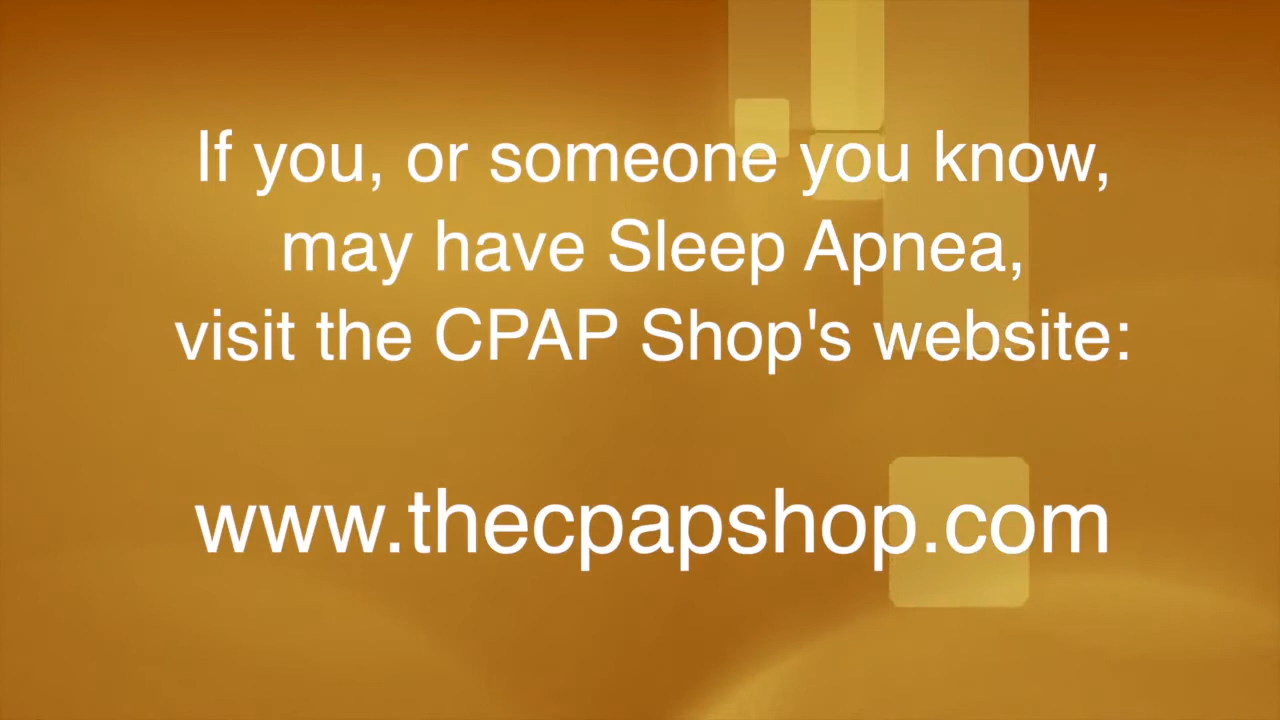 If you, or someone you know,
may have Sleep Apnea,
visit the CPAP Shop's website:
www.thecpapshop.com